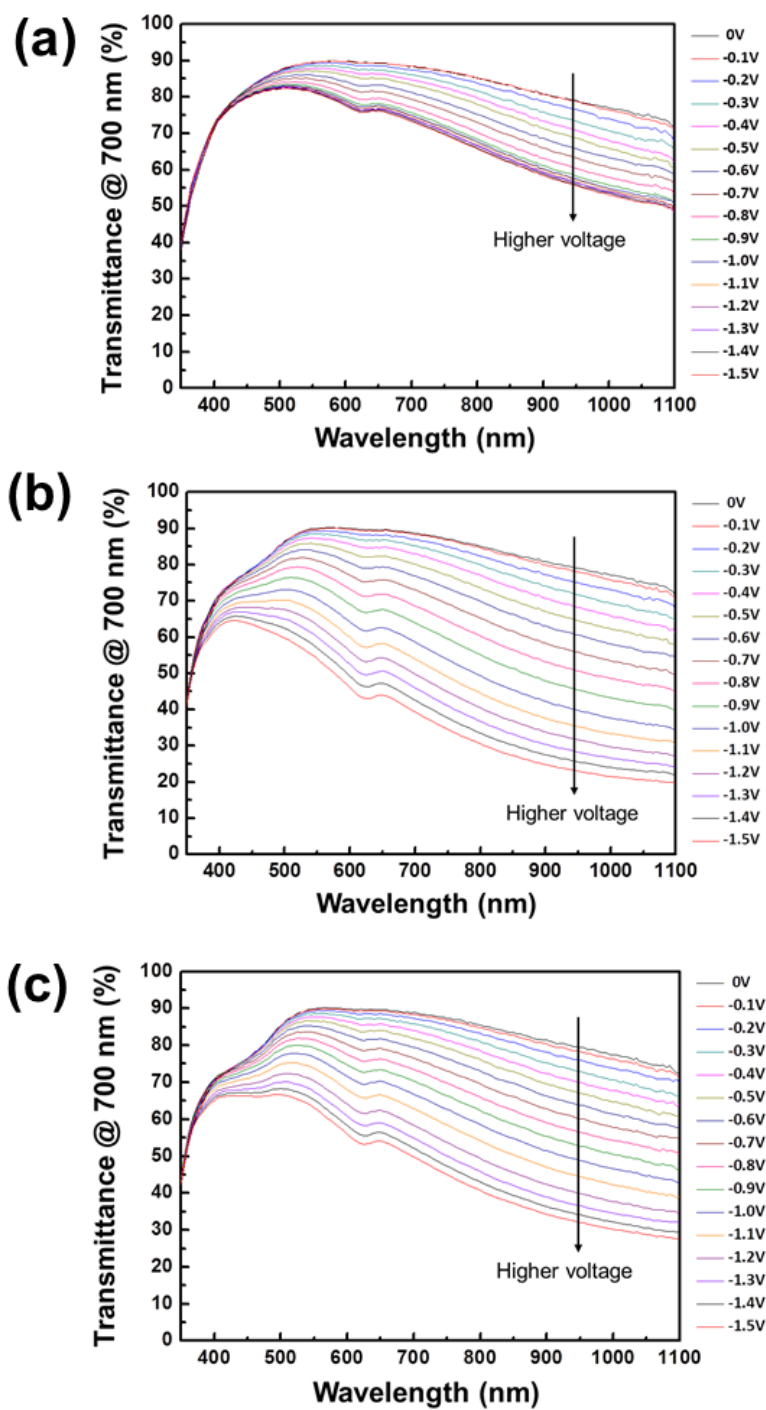 (a)
Transmittance @ 700 nm (%)
100
90
80
70
60
50
40
30
20
10
0
400 500 600 700 800 900 1000 1100
Wavelength (nm)
Higher voltage
0V
-0.1V
-0.2V
-0.3V
-0.4V
-0.5V
-0.6V
-0.7V
-0.8V
-0.9V
-1.0V
-1.1V
-1.2V
-1.3V
-1.4V
-1.5V
(b)
Transmittance @ 700 nm (%)
100
90
80
70
60
50
40
30
20
10
0
400 500 600 700 800 900 1000 1100
Wavelength (nm)
Higher voltage
0V
-0.1V
-0.2V
-0.3V
-0.4V
-0.5V
-0.6V
-0.7V
-0.8V
-0.9V
-1.0V
-1.1V
-1.2V
-1.3V
-1.4V
-1.5V
(c)
Transmittance @ 700 nm (%)
100
90
80
70
60
50
40
30
20
10
0
400 500 600 700 800 900 1000 1100
Wavelength (nm)
Higher voltage
0V
-0.1V
-0.2V
-0.3V
-0.4V
-0.5V
-0.6V
-0.7V
-0.8V
-0.9V
-1.0V
-1.1V
-1.2V
-1.3V
-1.4V
-1.5V